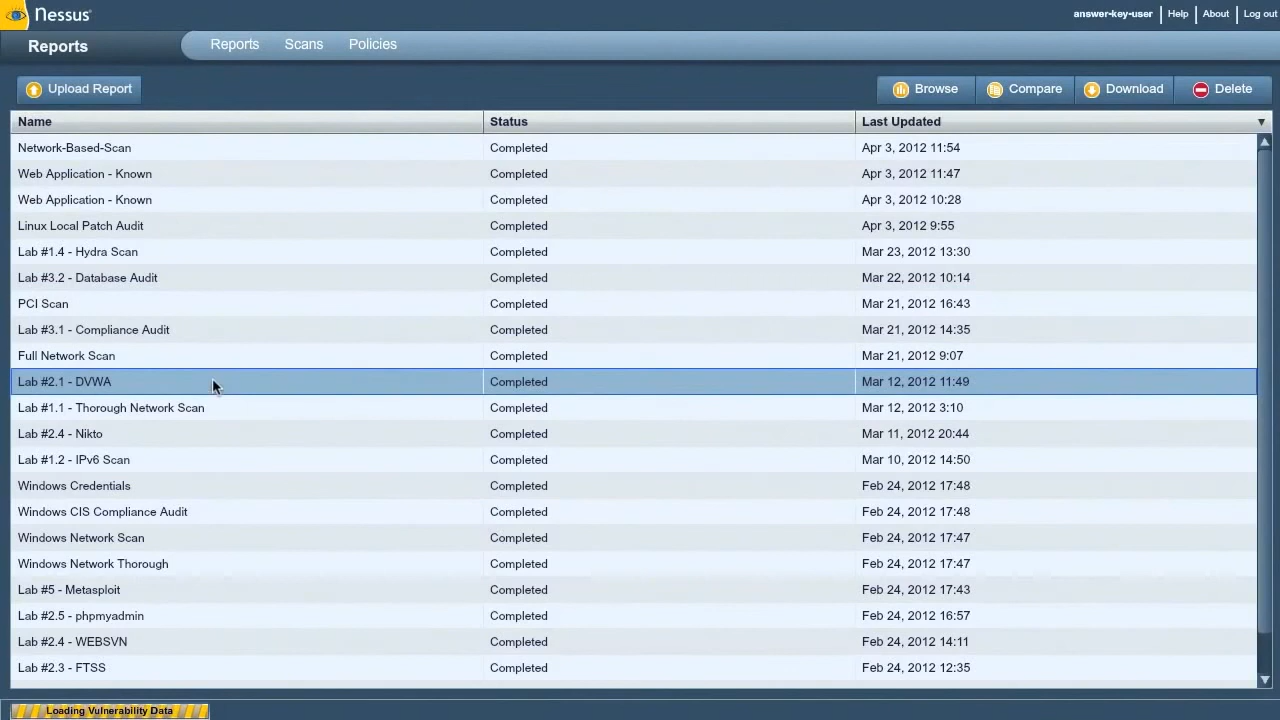 Nessus®
answer-key-user Help About Log out
Reports Reports Scans Policies
Upload Report Browse Compare Download Delete
Name Status Last Updated
Network-Based-Scan Completed Apr 3, 2012 11:54
Web Application - Known Completed Apr 3, 2012 11:47
Web Application - Known Completed Apr 3, 2012 10:28
Linux Local Patch Audit Completed Apr 3, 2012 9:55
Lab #1.4 - Hydra Scan Completed Mar 23, 2012 13:30
Lab #3.2 - Database Audit Completed Mar 22, 2012 10:14
PCI Scan Completed Mar 21, 2012 16:43
Lab #3.1 - Compliance Audit Completed Mar 21, 2012 14:35
Full Network Scan Completed Mar 21, 2012 9:07
Lab #2.1 - DVWA Completed Mar 12, 2012 11:49
Lab #1.1 - Thorough Network Scan Completed Mar 12, 2012 3:10
Lab #2.4 - Nikto Completed Mar 11, 2012 20:44
Lab #1.2 - IPv6 Scan Completed Mar 10, 2012 14:50
Windows Credentials Completed Feb 24, 2012 17:48
Windows CIS Compliance Audit Completed Feb 24, 2012 17:48
Windows Network Scan Completed Feb 24, 2012 17:47
Windows Network Thorough Completed Feb 24, 2012 17:47
Lab #5 - Metasploit Completed Feb 24, 2012 17:43
Lab #2.5 - phpmyadmin Completed Feb 24, 2012 16:57
Lab #2.4 - WEBSVN Completed Feb 24, 2012 14:11
Lab #2.3 - FTSS Completed Feb 24, 2012 12:35
Loading Vulnerability Data